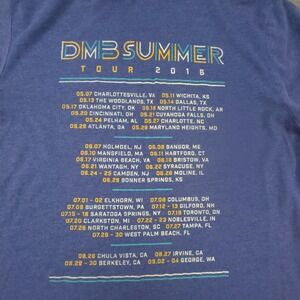 DMB SUMMER
TOUR 2016
05.07 CHARLOTTESVILLE, VA 05.11 WICHITA, KS
05.13 THE WOODLANDS, TX 05.14 DALLAS, TX
05.17 OKLAHOMA CITY, OK 05.18 NORTH LITTLE ROCK, AR
05.20 CINCINNATI, OH 05.21 CUYAHOGA FALLS, OH
05.24 PELHAM, AL 05.27 CHARLOTTE, NC
05.28 ATLANTA, GA 05.29 MARYLAND HEIGHTS, MO
06.07 HOLMDEL, NJ 06.08 BANGOR, ME
06.10 MANSFIELD, MA 06.11 HARTFORD, CT
06.17 VIRGINIA BEACH, VA 06.18 BRISTOW, VA
06.21 WANTAGH, NY 06.22 SYRACUSE, NY
06.24 - 25 CAMDEN, NJ 06.26 MOLINE, IL
06.29 BONNER SPRINGS, KS
07.01 - 02 ELKHORN, WI 07.06 COLUMBUS, OH
07.09 BURGETTSTOWN, PA 07.12 - 13 GILFORD, NH
07.15 - 16 SARATOGA SPRINGS, NY 07.19 TORONTO, ON
07.20 CLARKSTON, MI 07.22 - 23 NOBLESVILLE, IN
07.26 NORTH CHARLESTON, SC 07.27 TAMPA, FL
07.29 - 30 WEST PALM BEACH, FL
08.26 CHULA VISTA, CA 08.27 IRVINE, CA
08.29 - 30 BERKELEY, CA 09.02 - 04 GEORGE, WA